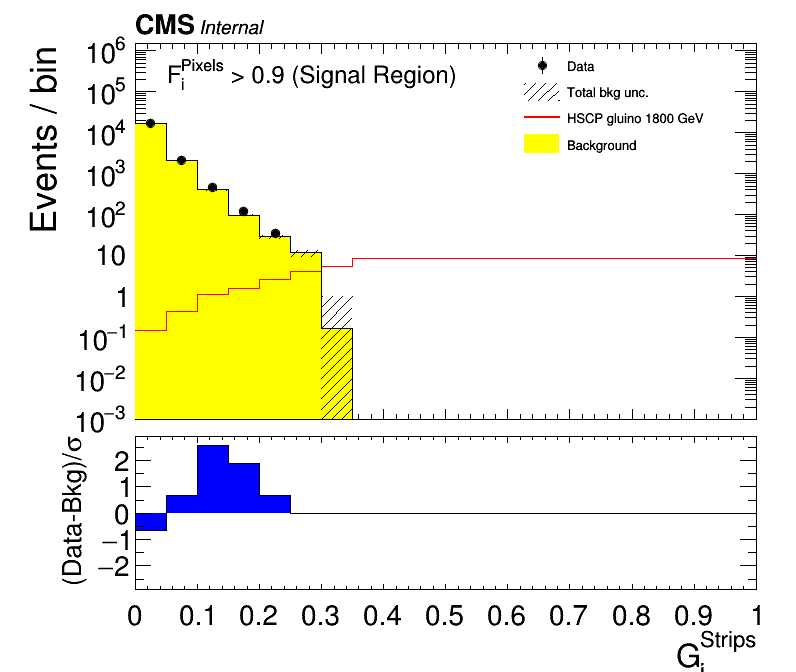 CMS Internal
F_i^Pixels > 0.9 (Signal Region)
Data
Total bkg unc.
HSCP gluino 1800 GeV
Background
Events / bin
10^6
10^5
10^4
10^3
10^2
10
1
10^−1
10^−2
10^−3
(Data-Bkg)/σ
2
1
0
−1
−2
0 0.1 0.2 0.3 0.4 0.5 0.6 0.7 0.8 0.9 1
G_i^Strips